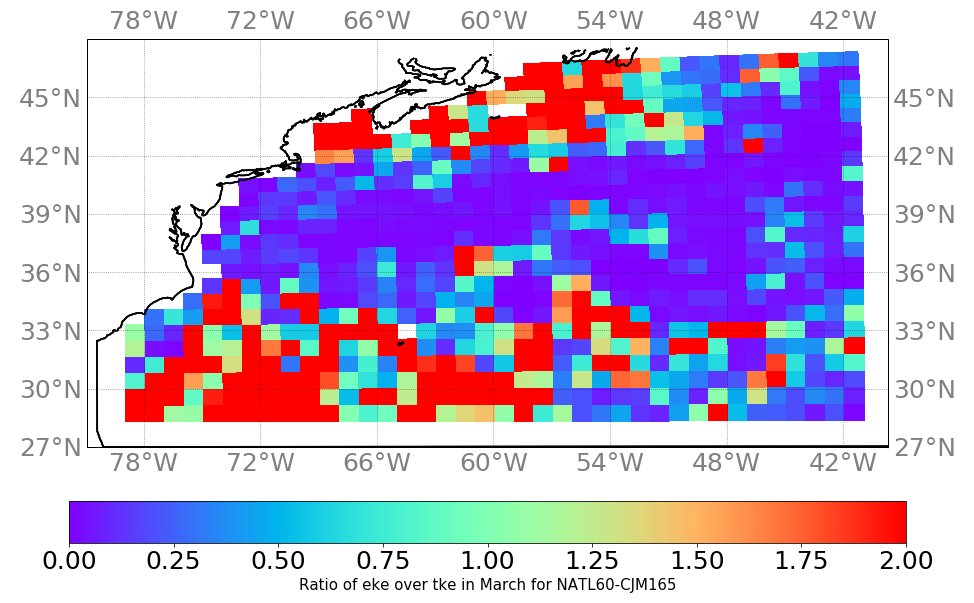 78°W 72°W 66°W 60°W 54°W 48°W 42°W
45°N 45°N
42°N 42°N
39°N 39°N
36°N 36°N
33°N 33°N
30°N 30°N
27°N 27°N
78°W 72°W 66°W 60°W 54°W 48°W 42°W
0.00 0.25 0.50 0.75 1.00 1.25 1.50 1.75 2.00
Ratio of eke over tke in March for NATL60-CJM165